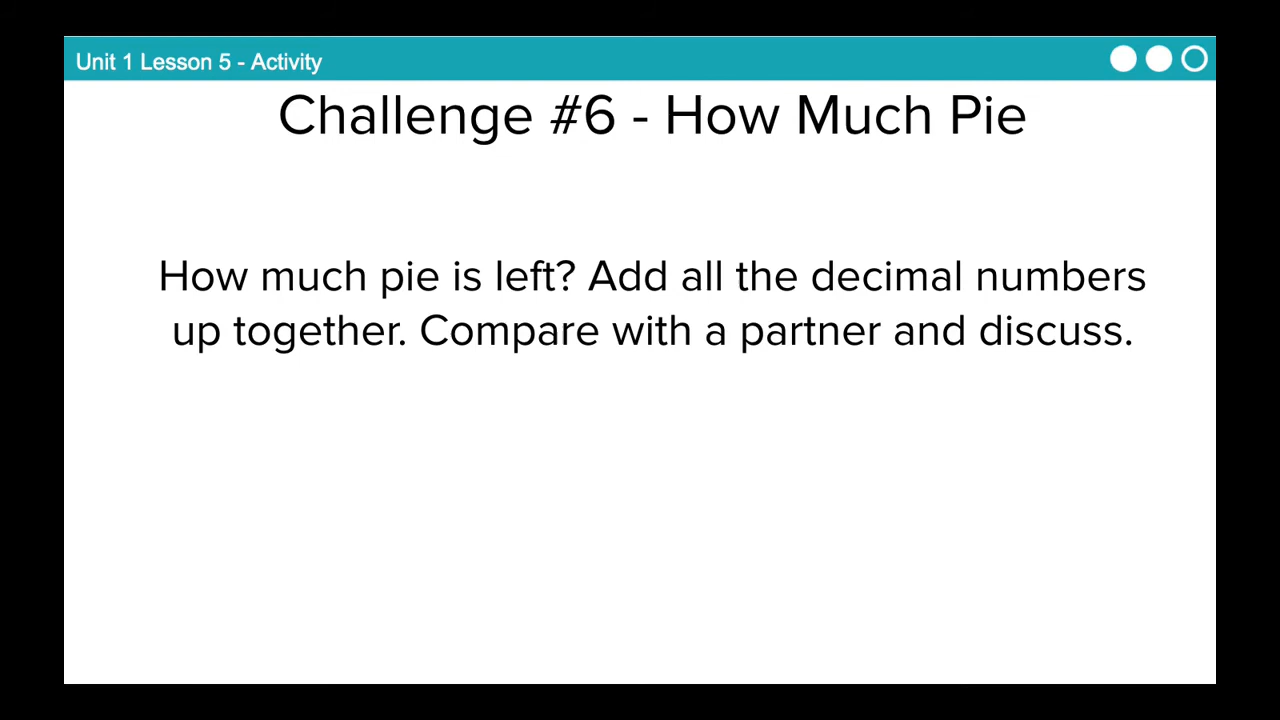 Unit 1 Lesson 5 - Activity
Challenge #6 - How Much Pie
How much pie is left? Add all the decimal numbers
up together. Compare with a partner and discuss.